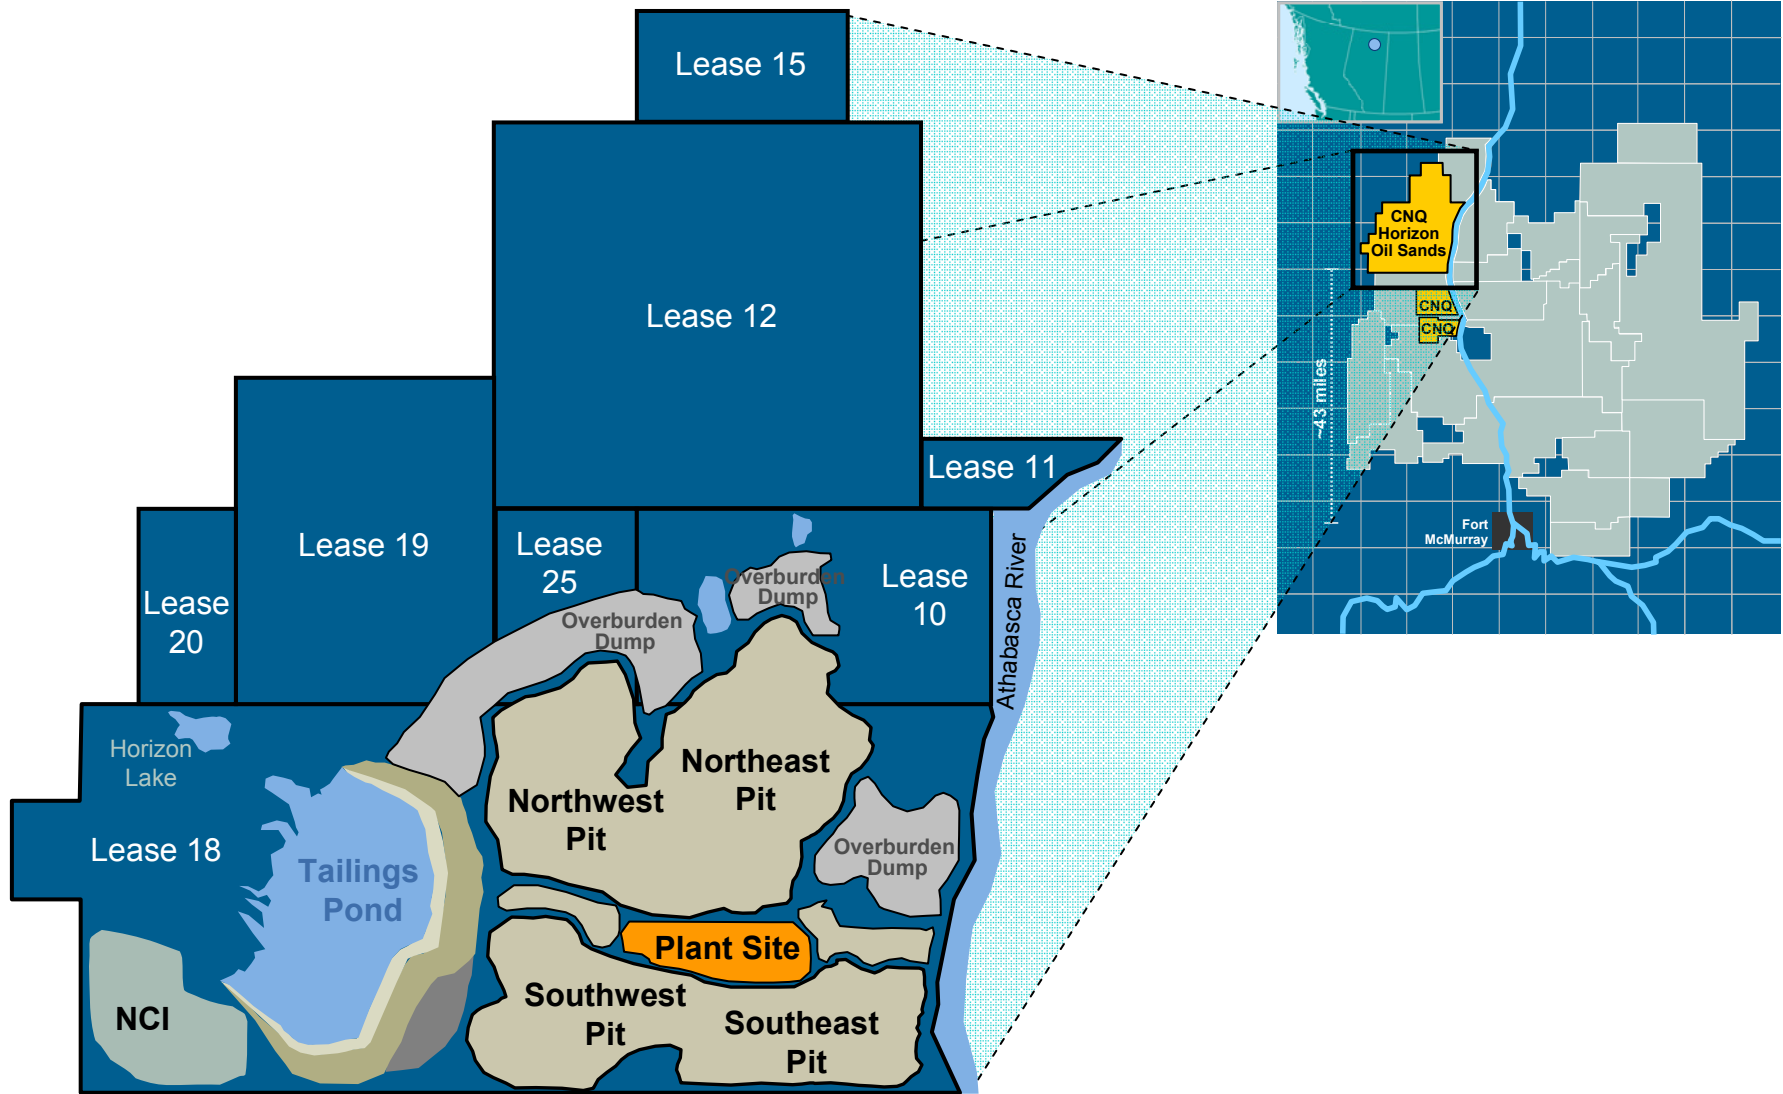 Lease 15
Lease 12
Lease 11
Lease 19
Lease
25
Lease
10
Lease
20
Overburden
Dump
Overburden
Dump
Athabasca River
Horizon
Lake
Lease 18
Northwest
Pit
Northeast
Pit
Overburden
Dump
Tailings
Pond
Plant Site
NCI
Southwest
Pit
Southeast
Pit
CNQ
Horizon
Oil Sands
CNQ
CNQ
~43 miles
Fort
McMurray